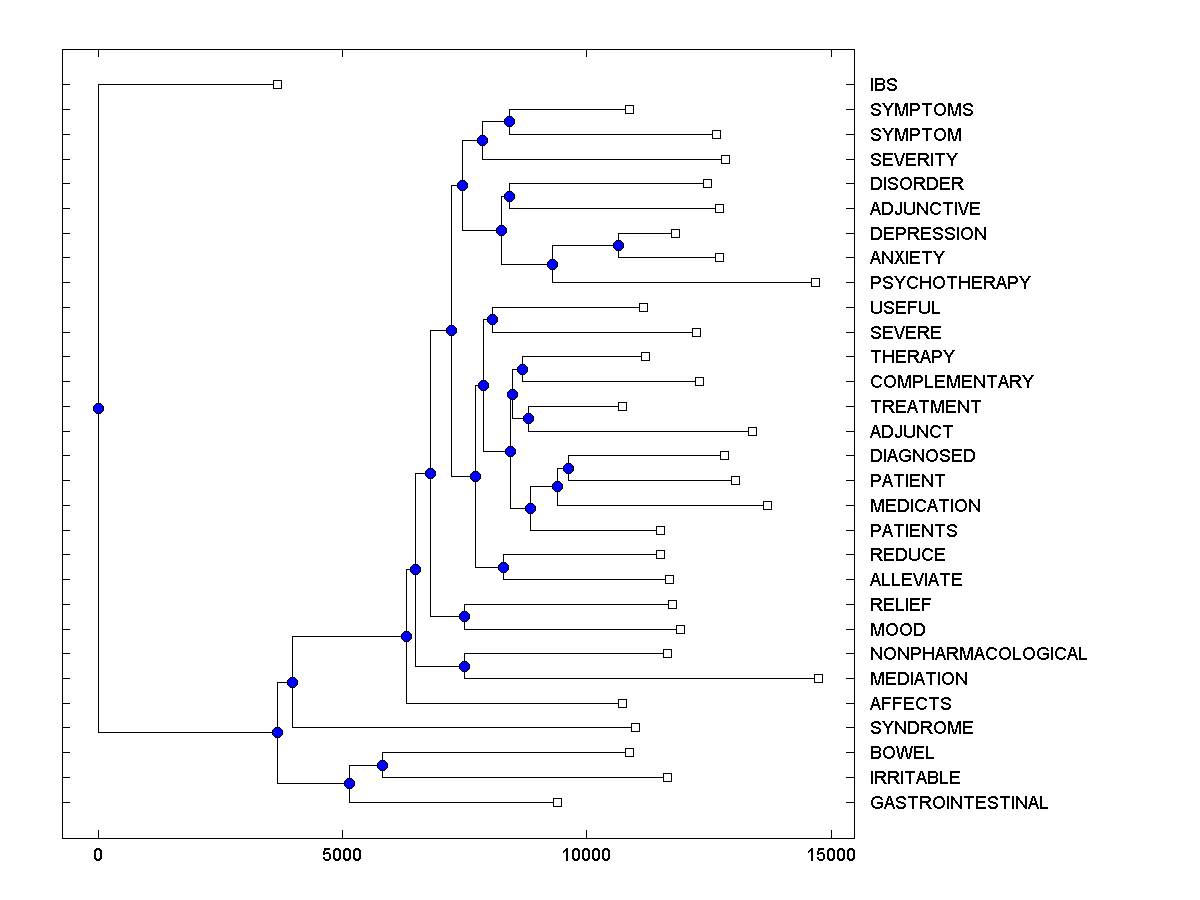 IBS
SYMPTOMS
SYMPTOM
SEVERITY
DISORDER
ADJUNCTIVE
DEPRESSION
ANXIETY
PSYCHOTHERAPY
USEFUL
SEVERE
THERAPY
COMPLEMENTARY
TREATMENT
ADJUNCT
DIAGNOSED
PATIENT
MEDICATION
PATIENTS
REDUCE
ALLEVIATE
RELIEF
MOOD
NONPHARMACOLOGICAL
MEDIATION
AFFECTS
SYNDROME
BOWEL
IRRITABLE
GASTROINTESTINAL
0 5000 10000 15000